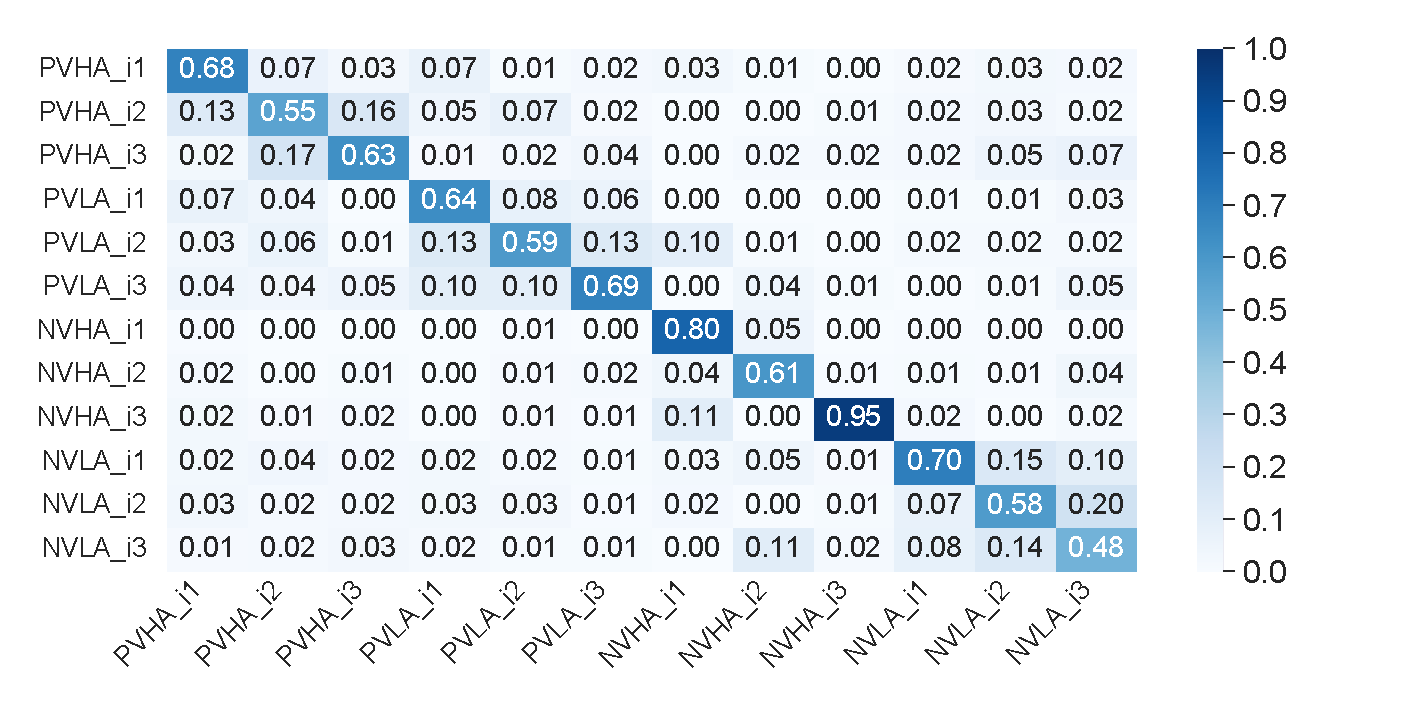 PVHA_i1 0.68 0.07 0.03 0.07 0.01 0.02 0.03 0.01 0.00 0.02 0.03 0.02
PVHA_i2 0.13 0.55 0.16 0.05 0.07 0.02 0.00 0.00 0.01 0.02 0.03 0.02
PVHA_i3 0.02 0.17 0.63 0.01 0.02 0.04 0.00 0.02 0.02 0.02 0.05 0.07
PVLA_i1 0.07 0.04 0.00 0.64 0.08 0.06 0.00 0.00 0.00 0.01 0.01 0.03
PVLA_i2 0.03 0.06 0.01 0.13 0.59 0.13 0.10 0.01 0.00 0.02 0.02 0.02
PVLA_i3 0.04 0.04 0.05 0.10 0.10 0.69 0.00 0.04 0.01 0.00 0.01 0.05
NVHA_i1 0.00 0.00 0.00 0.00 0.01 0.00 0.80 0.05 0.00 0.00 0.00 0.00
NVHA_i2 0.02 0.00 0.01 0.00 0.01 0.02 0.04 0.61 0.01 0.01 0.01 0.04
NVHA_i3 0.02 0.01 0.02 0.00 0.01 0.01 0.11 0.00 0.95 0.02 0.00 0.02
NVLA_i1 0.02 0.04 0.02 0.02 0.02 0.01 0.03 0.05 0.01 0.70 0.15 0.10
NVLA_i2 0.03 0.02 0.02 0.03 0.03 0.01 0.02 0.00 0.01 0.07 0.58 0.20
NVLA_i3 0.01 0.02 0.03 0.02 0.01 0.01 0.00 0.11 0.02 0.08 0.14 0.48
PVHA_i1 PVHA_i2 PVHA_i3 PVLA_i1 PVLA_i2 PVLA_i3 NVHA_i1 NVHA_i2 NVHA_i3 NVLA_i1 NVLA_i2 NVLA_i3
1.0
0.9
0.8
0.7
0.6
0.5
0.4
0.3
0.2
0.1
0.0